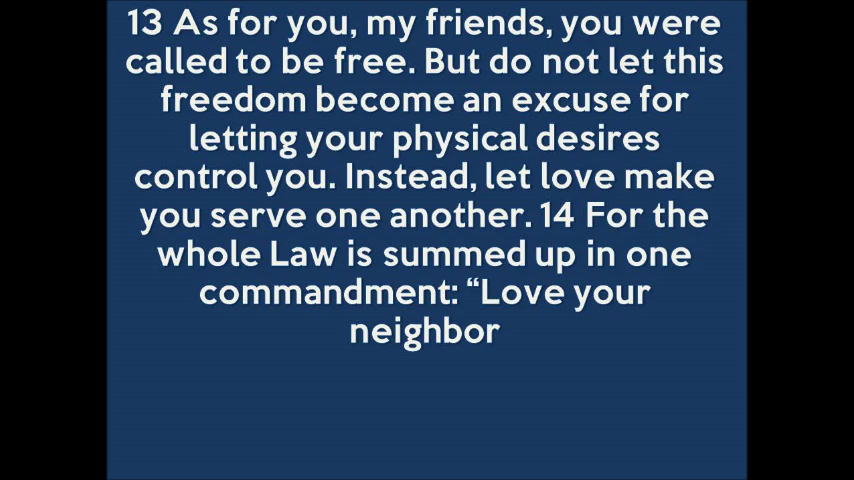 13 As for you, my friends, you were
called to be free. But do not let this
freedom become an excuse for
letting your physical desires
control you. Instead, let love make
you serve one another. 14 For the
whole Law is summed up in one
commandment: “Love your
neighbor